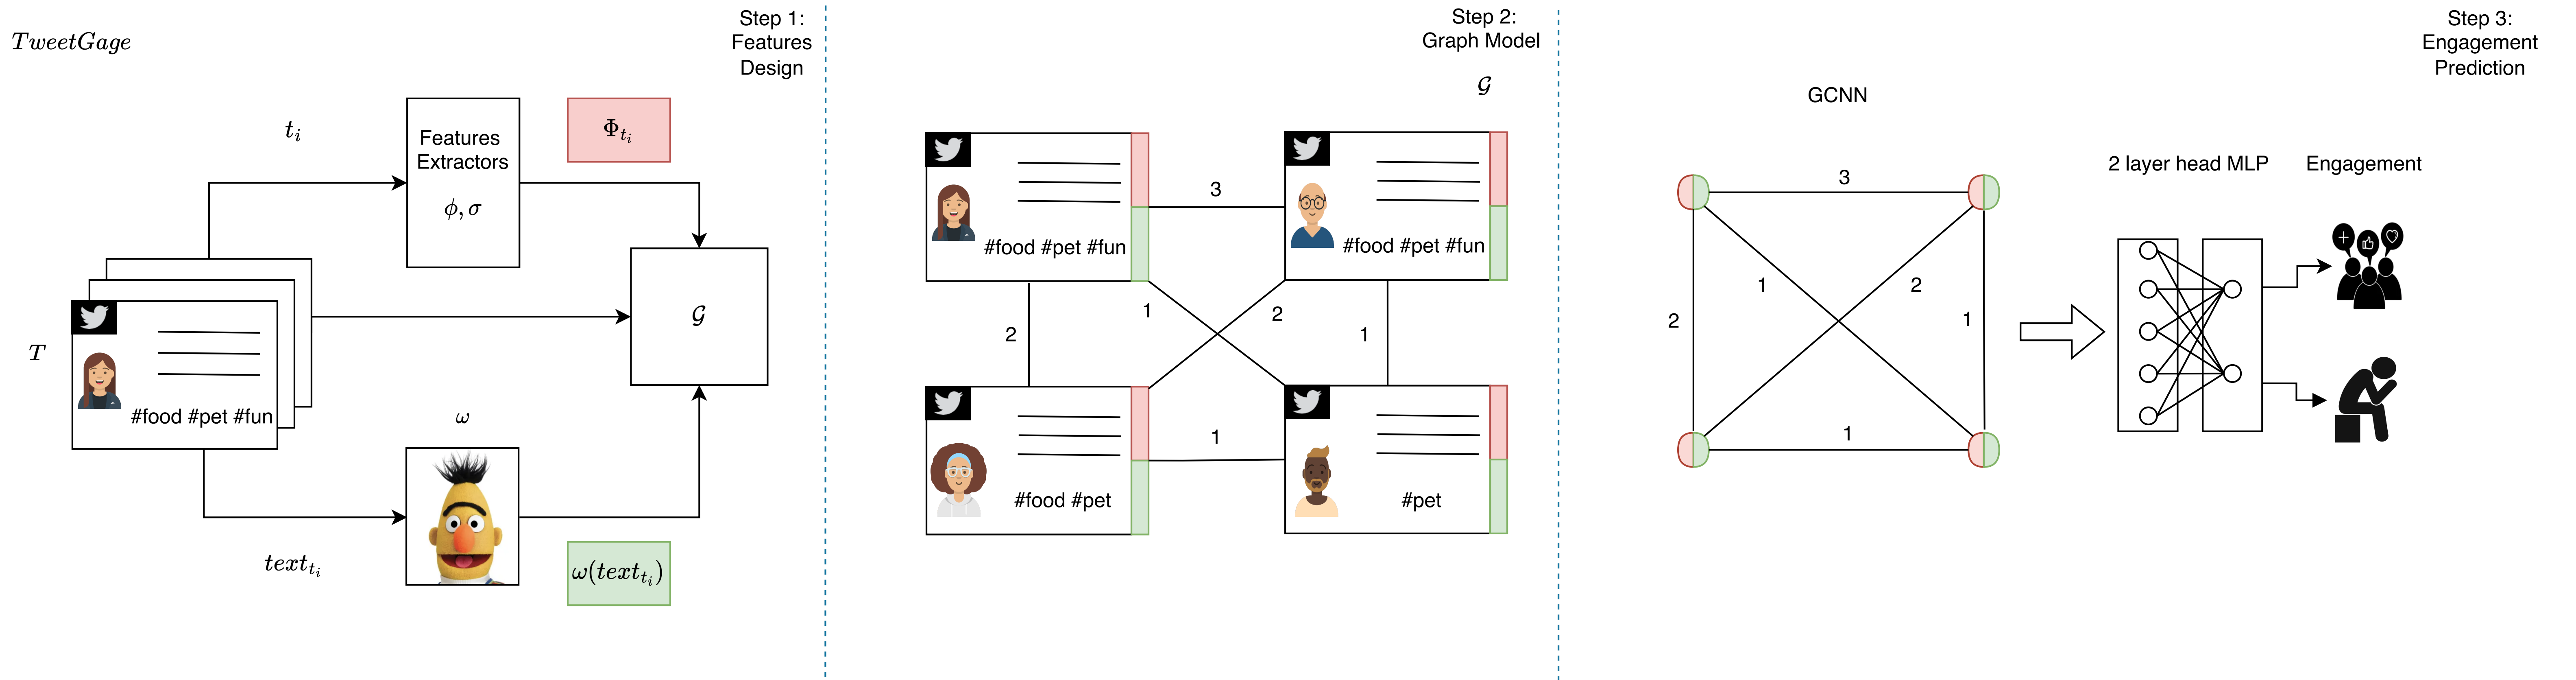 TweetGage
Step 1:
Features
Design
t_i
Features
Extractors
ϕ, σ
Φ_{t_i}
𝒢
T
#food #pet #fun
ω
text_{t_i}
ω(text_{t_i})
Step 2:
Graph Model
𝒢
#food #pet #fun
3
#food #pet #fun
2
1
2
1
#food #pet
1
#pet
Step 3:
Engagement
Prediction
GCNN
3
2
1
2
1
1
2 layer head MLP
Engagement